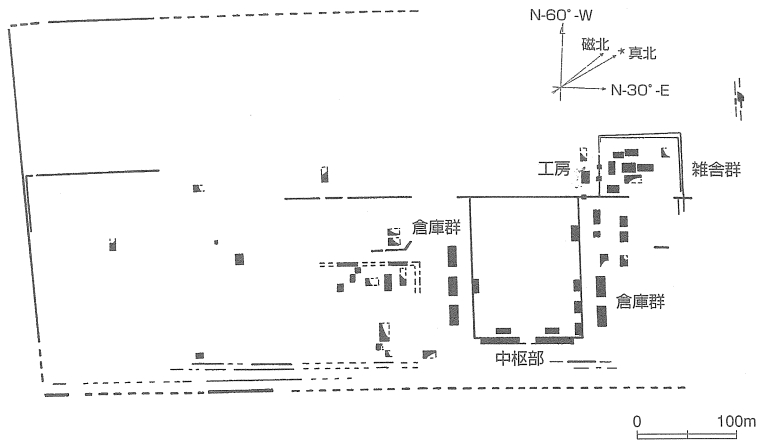 N-60°-W
磁北
*真北
N-30°-E
工房
雑舎群
倉庫群
倉庫群
中枢部
0 100m